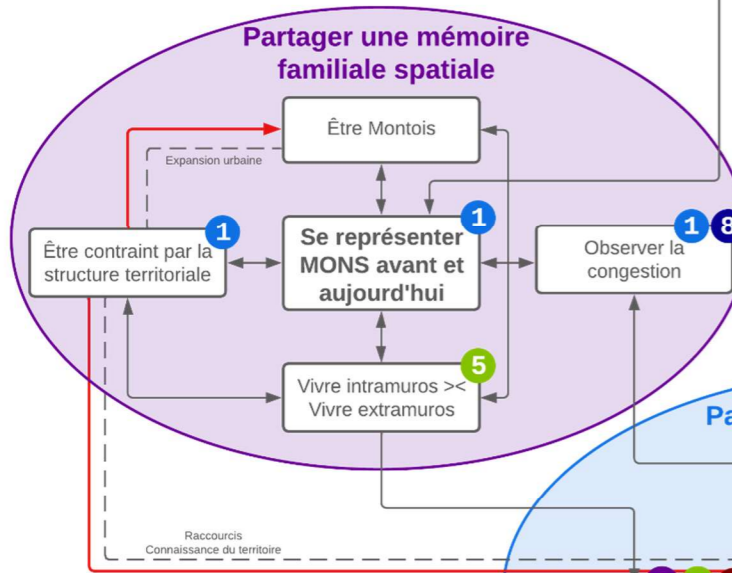 Partager une mémoire
familiale spatiale
Être Montois
Expansion urbaine
1
Être contraint par la
structure territoriale
1
Se représenter
MONS avant et
aujourd'hui
1
8
Observer la
congestion
5
Vivre intramuros ><
Vivre extramuros
Pa
Raccourcis
Connaissance du territoire